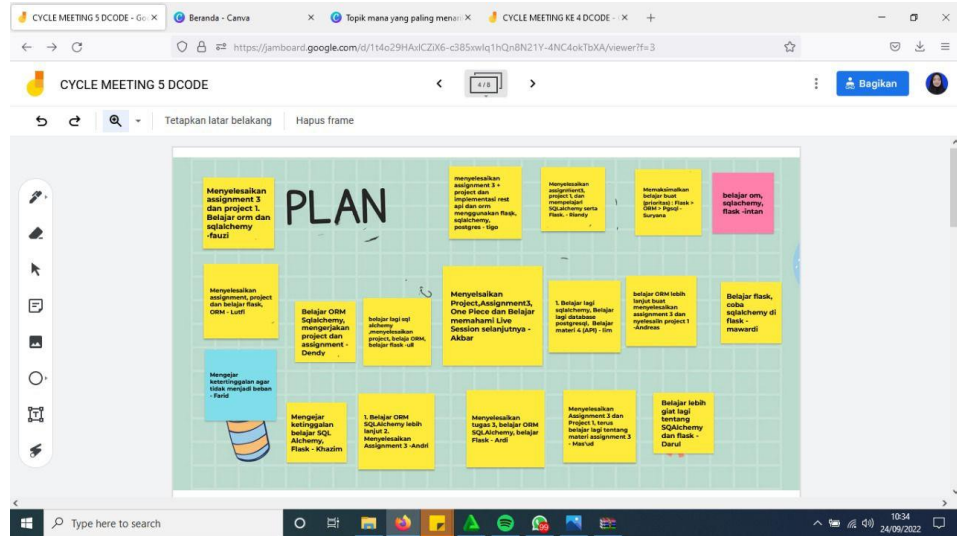 CYCLE MEETING 5 DCODE - Go
Beranda - Canva
Topik mana yang paling menari
CYCLE MEETING KE 4 DCODE -
https://jamboard.google.com/d/1t4o29HAxICZiX6-c385xwlq1hQn8N21Y-4NC4okTbXA/viewer?f=3
CYCLE MEETING 5 DCODE
4 / 8
Bagikan
Tetapkan latar belakang
Hapus frame
PLAN
Menyelesaikan
assignment 3
dan project 1.
Belajar orm dan
sqlalchemy
-fauzi
menyelesaikan
assignment 3 +
project dan
implementasi rest
api dan orm
menggunakan flask,
sqlalchemy,
postgres - tigo
Menyelesaikan
assignment3,
project 1, dan
mempelajari
SQLalchemy serta
Flask. - Riandy
Memaksimalkan
belajar buat
(prioritas) : Flask >
ORM > Pgsql -
Suryana
belajar om,
sqlachemy,
flask -intan
Menyelesaikan
assignment, project
dan belajar flask,
ORM - Lutfi
Belajar ORM
Sqlalchemy,
mengerjakan
project dan
assignment -
Dendy
belajar lagi sql
alchemy
,menyelesaikan
project, belaja ORM,
belajar flask -ull
Menyelsaikan
Project,Assignment3,
One Piece dan Belajar
memahami Live
Session selanjutnya -
Akbar
1. Belajar lagi
sqlalchemy, Belajar
lagi database
postgresql, Belajar
materi 4 (API) - Iim
belajar ORM lebih
lanjut buat
menyelesaikan
assignment 3 dan
nyelesaiin project 1
-Andreas
Belajar flask,
coba
sqlalchemy di
flask -
mawardi
Mengejar
ketertinggalan agar
tidak menjadi beban
- Farid
Mengejar
ketinggalan
belajar SQL
Alchemy,
Flask - Khazim
1. Belajar ORM
SQLAlchemy lebih
lanjut 2.
Menyelesaikan
Assignment 3 -Andri
Menyelesaikan
tugas 3, belajar ORM
SQLAlchemy, belajar
Flask - Ardi
Menyelesaikan
Assignment 3 dan
Project 1, terus
belajar lagi tentang
materi assignment 3
- Mas'ud
Belajar lebih
giat lagi
tentang
SQAlchemy
dan flask -
Darul
Type here to search
99
10:34
24/09/2022